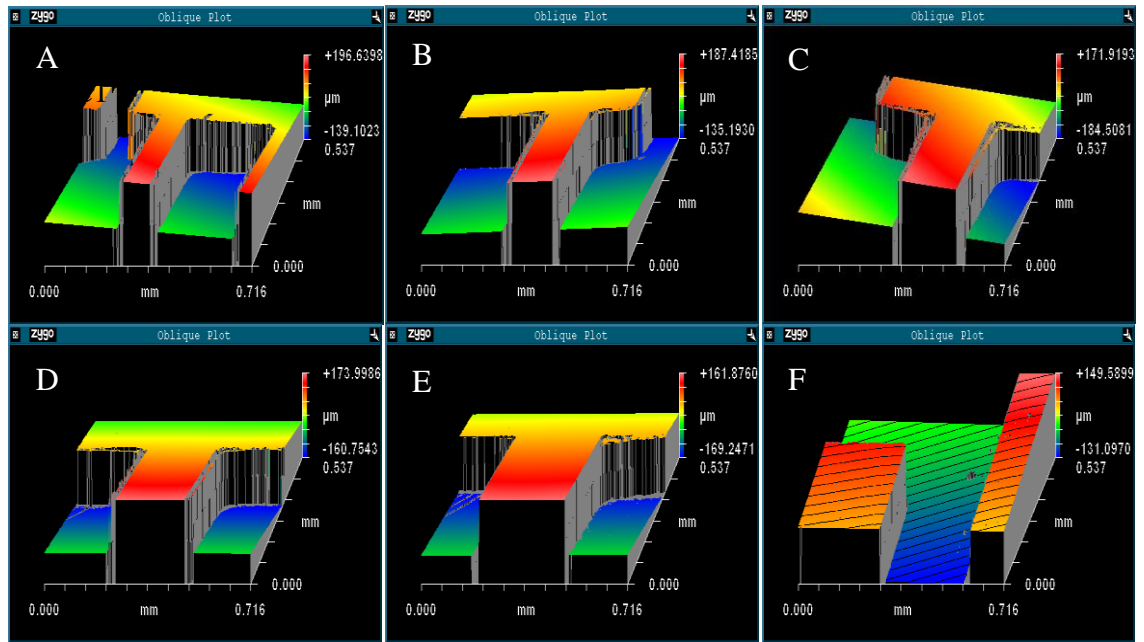 zygo Oblique Plot
A
1
+196.6398
µm
-139.1023
0.537
mm
0.000
0.000 mm 0.716
zygo Oblique Plot
B
+187.4185
µm
-135.1930
0.537
mm
0.000
0.000 mm 0.716
zygo Oblique Plot
C
+171.9193
µm
-184.5081
0.537
mm
0.000
0.000 mm 0.716
zygo Oblique Plot
D
+173.9986
µm
-160.7543
0.537
mm
0.000
0.000 mm 0.716
zygo Oblique Plot
E
+161.8760
µm
-169.2471
0.537
mm
0.000
0.000 mm 0.716
zygo Oblique Plot
F
+149.5899
µm
-131.0970
0.537
mm
0.000
0.000 mm 0.716